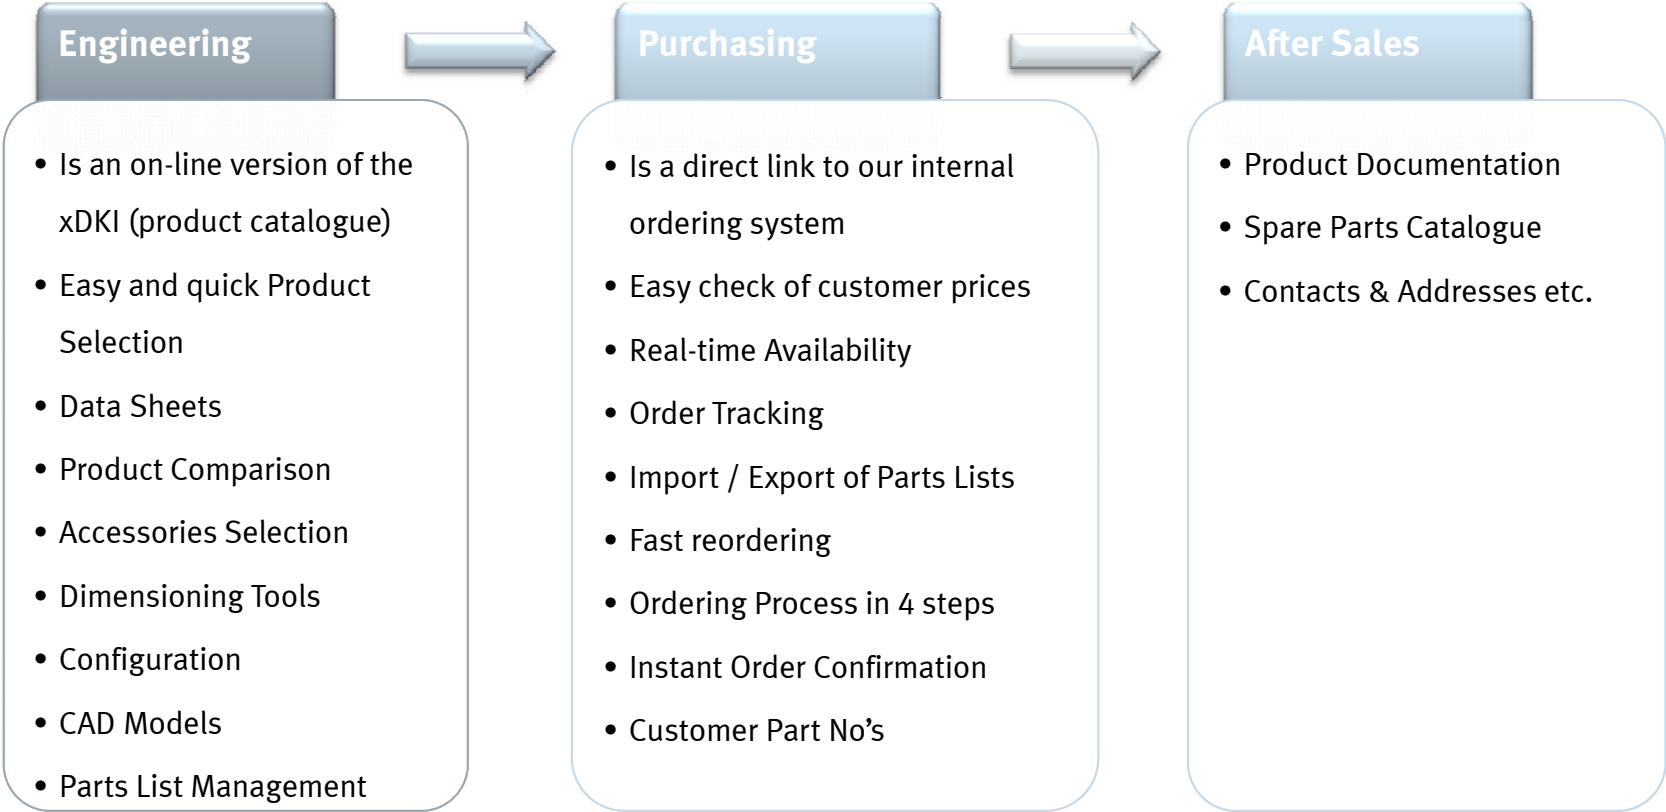 Engineering
• Is an on-line version of the
xDKI (product catalogue)
• Easy and quick Product
Selection
• Data Sheets
• Product Comparison
• Accessories Selection
• Dimensioning Tools
• Configuration
• CAD Models
• Parts List Management
Purchasing
• Is a direct link to our internal
ordering system
• Easy check of customer prices
• Real-time Availability
• Order Tracking
• Import / Export of Parts Lists
• Fast reordering
• Ordering Process in 4 steps
• Instant Order Confirmation
• Customer Part No’s
After Sales
• Product Documentation
• Spare Parts Catalogue
• Contacts & Addresses etc.